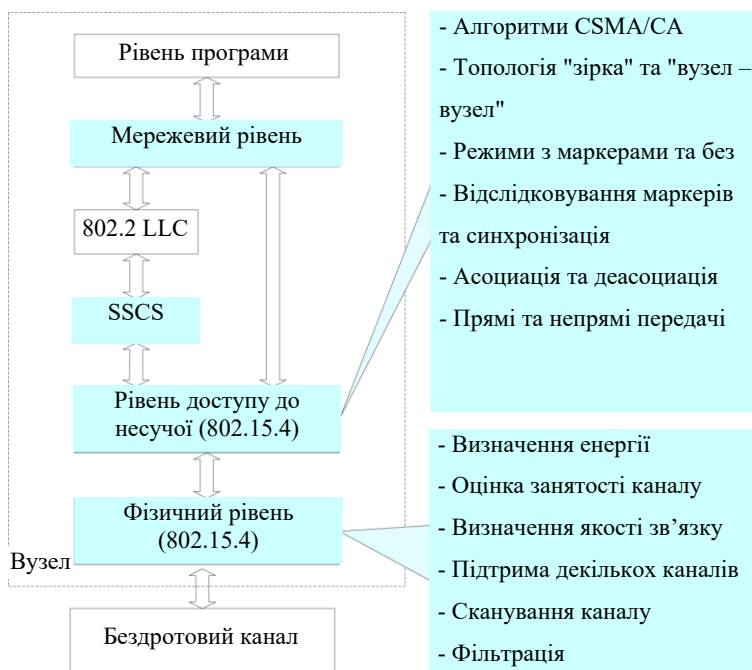 Рівень програми
Мережевий рівень
802.2 LLC
SSCS
Рівень доступу до
несучої (802.15.4)
Фізичний рівень
(802.15.4)
Вузел
Бездротовий канал
- Алгоритми CSMA/CA
- Топологія "зірка" та "вузел –
вузел"
- Режими з маркерами та без
- Відслідковування маркерів
та синхронізація
- Асоциація та деасоциація
- Прямі та непрямі передачі
- Визначення енергії
- Оцінка занятості каналу
- Визначення якості зв’язку
- Підтрима декількох каналів
- Сканування каналу
- Фільтрація